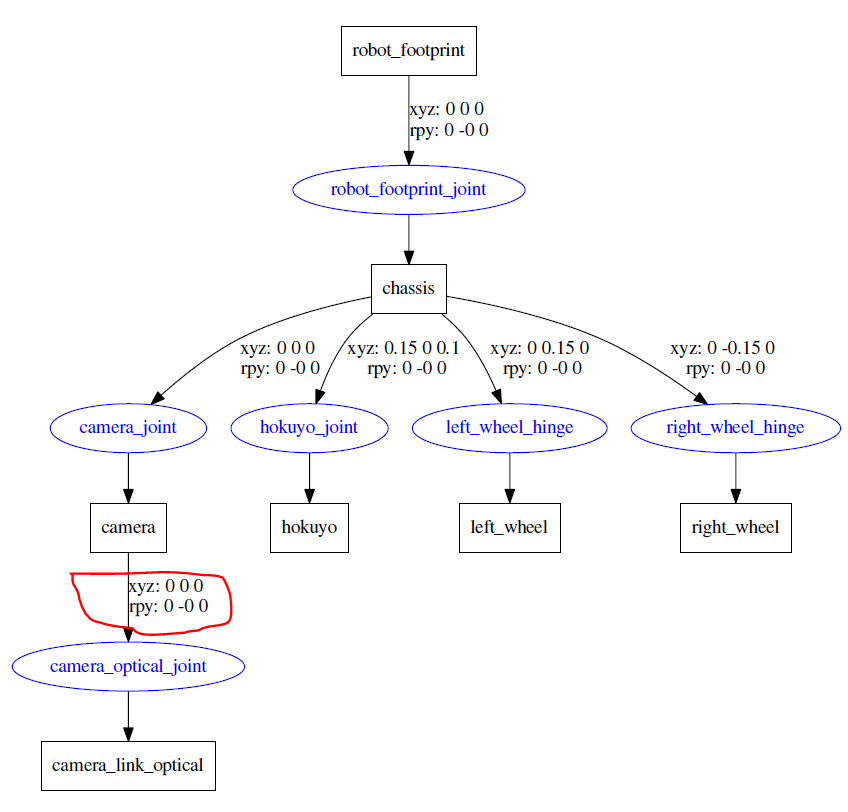 robot_footprint
xyz: 0 0 0
rpy: 0 -0 0
robot_footprint_joint
chassis
xyz: 0 0 0
rpy: 0 -0 0
xyz: 0.15 0 0.1
rpy: 0 -0 0
xyz: 0 0.15 0
rpy: 0 -0 0
xyz: 0 -0.15 0
rpy: 0 -0 0
camera_joint
hokuyo_joint
left_wheel_hinge
right_wheel_hinge
camera
hokuyo
left_wheel
right_wheel
xyz: 0 0 0
rpy: 0 -0 0
camera_optical_joint
camera_link_optical